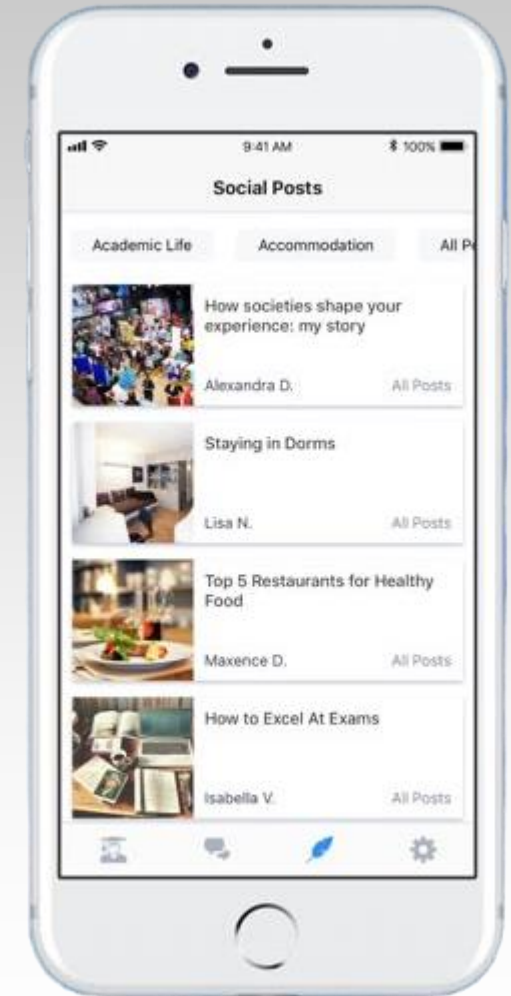 9:41 AM
100%
Social Posts
Academic Life
Accommodation
All Po
How societies shape your
experience: my story
Alexandra D.
All Posts
Staying in Dorms
Lisa N.
All Posts
Top 5 Restaurants for Healthy
Food
Maxence D.
All Posts
How to Excel At Exams
Isabella V.
All Posts